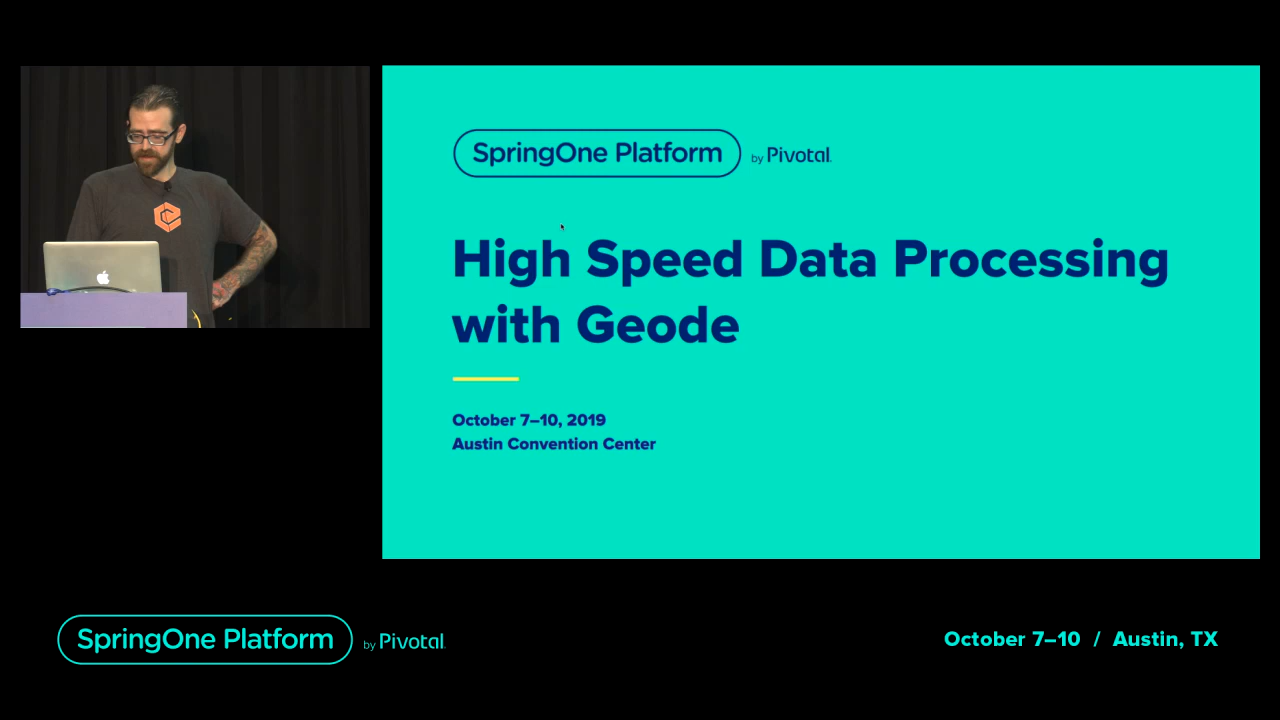 SpringOne Platform by Pivotal.
High Speed Data Processing
with Geode
October 7–10, 2019
Austin Convention Center
SpringOne Platform by Pivotal.
October 7–10 / Austin, TX